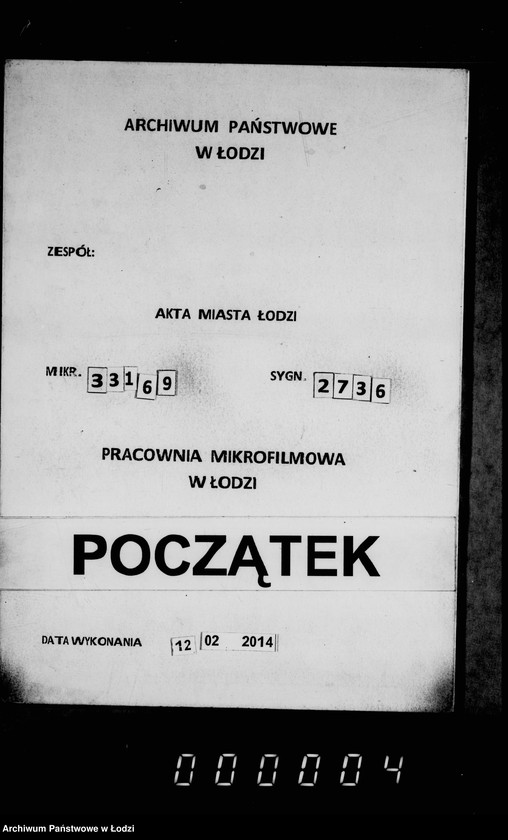 ARCHIWUM PAŃSTWOWE
W ŁODZI
ZESPÓŁ:
AKTA MIASTA ŁODZI
MIKR. 33169 SYGN. 2736
PRACOWNIA MIKROFILMOWA
W ŁODZI
POCZĄTEK
DATA WYKONANIA 12 02 2014
000004
Archiwum Państwowe w Łodzi